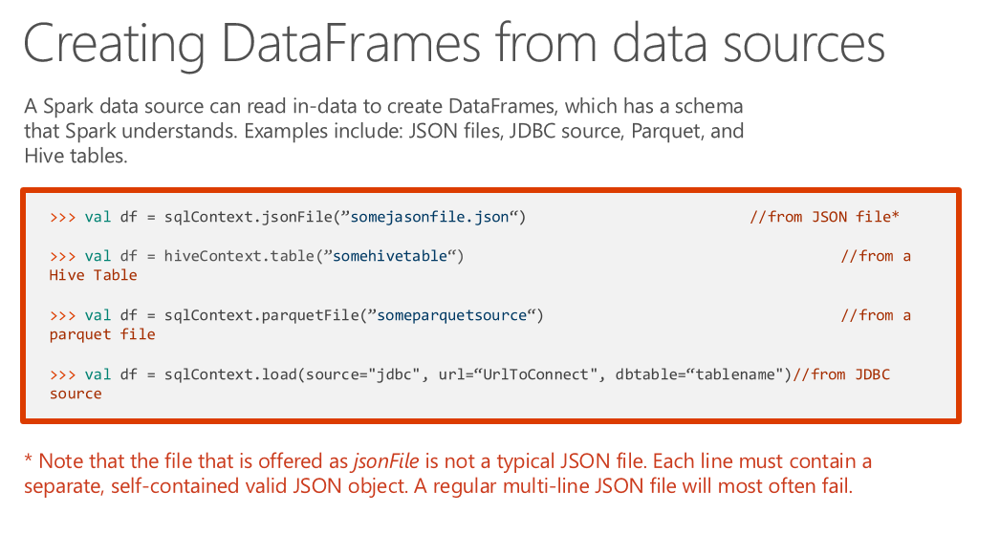 Creating DataFrames from data sources
A Spark data source can read in-data to create DataFrames, which has a schema
that Spark understands. Examples include: JSON files, JDBC source, Parquet, and
Hive tables.
>>> val df = sqlContext.jsonFile(”somejasonfile.json“) //from JSON file*
>>> val df = hiveContext.table(”somehivetable“) //from a
Hive Table
>>> val df = sqlContext.parquetFile(”someparquetsource“) //from a
parquet file
>>> val df = sqlContext.load(source="jdbc", url=“UrlToConnect", dbtable=“tablename")//from JDBC
source
* Note that the file that is offered as jsonFile is not a typical JSON file. Each line must contain a
separate, self-contained valid JSON object. A regular multi-line JSON file will most often fail.